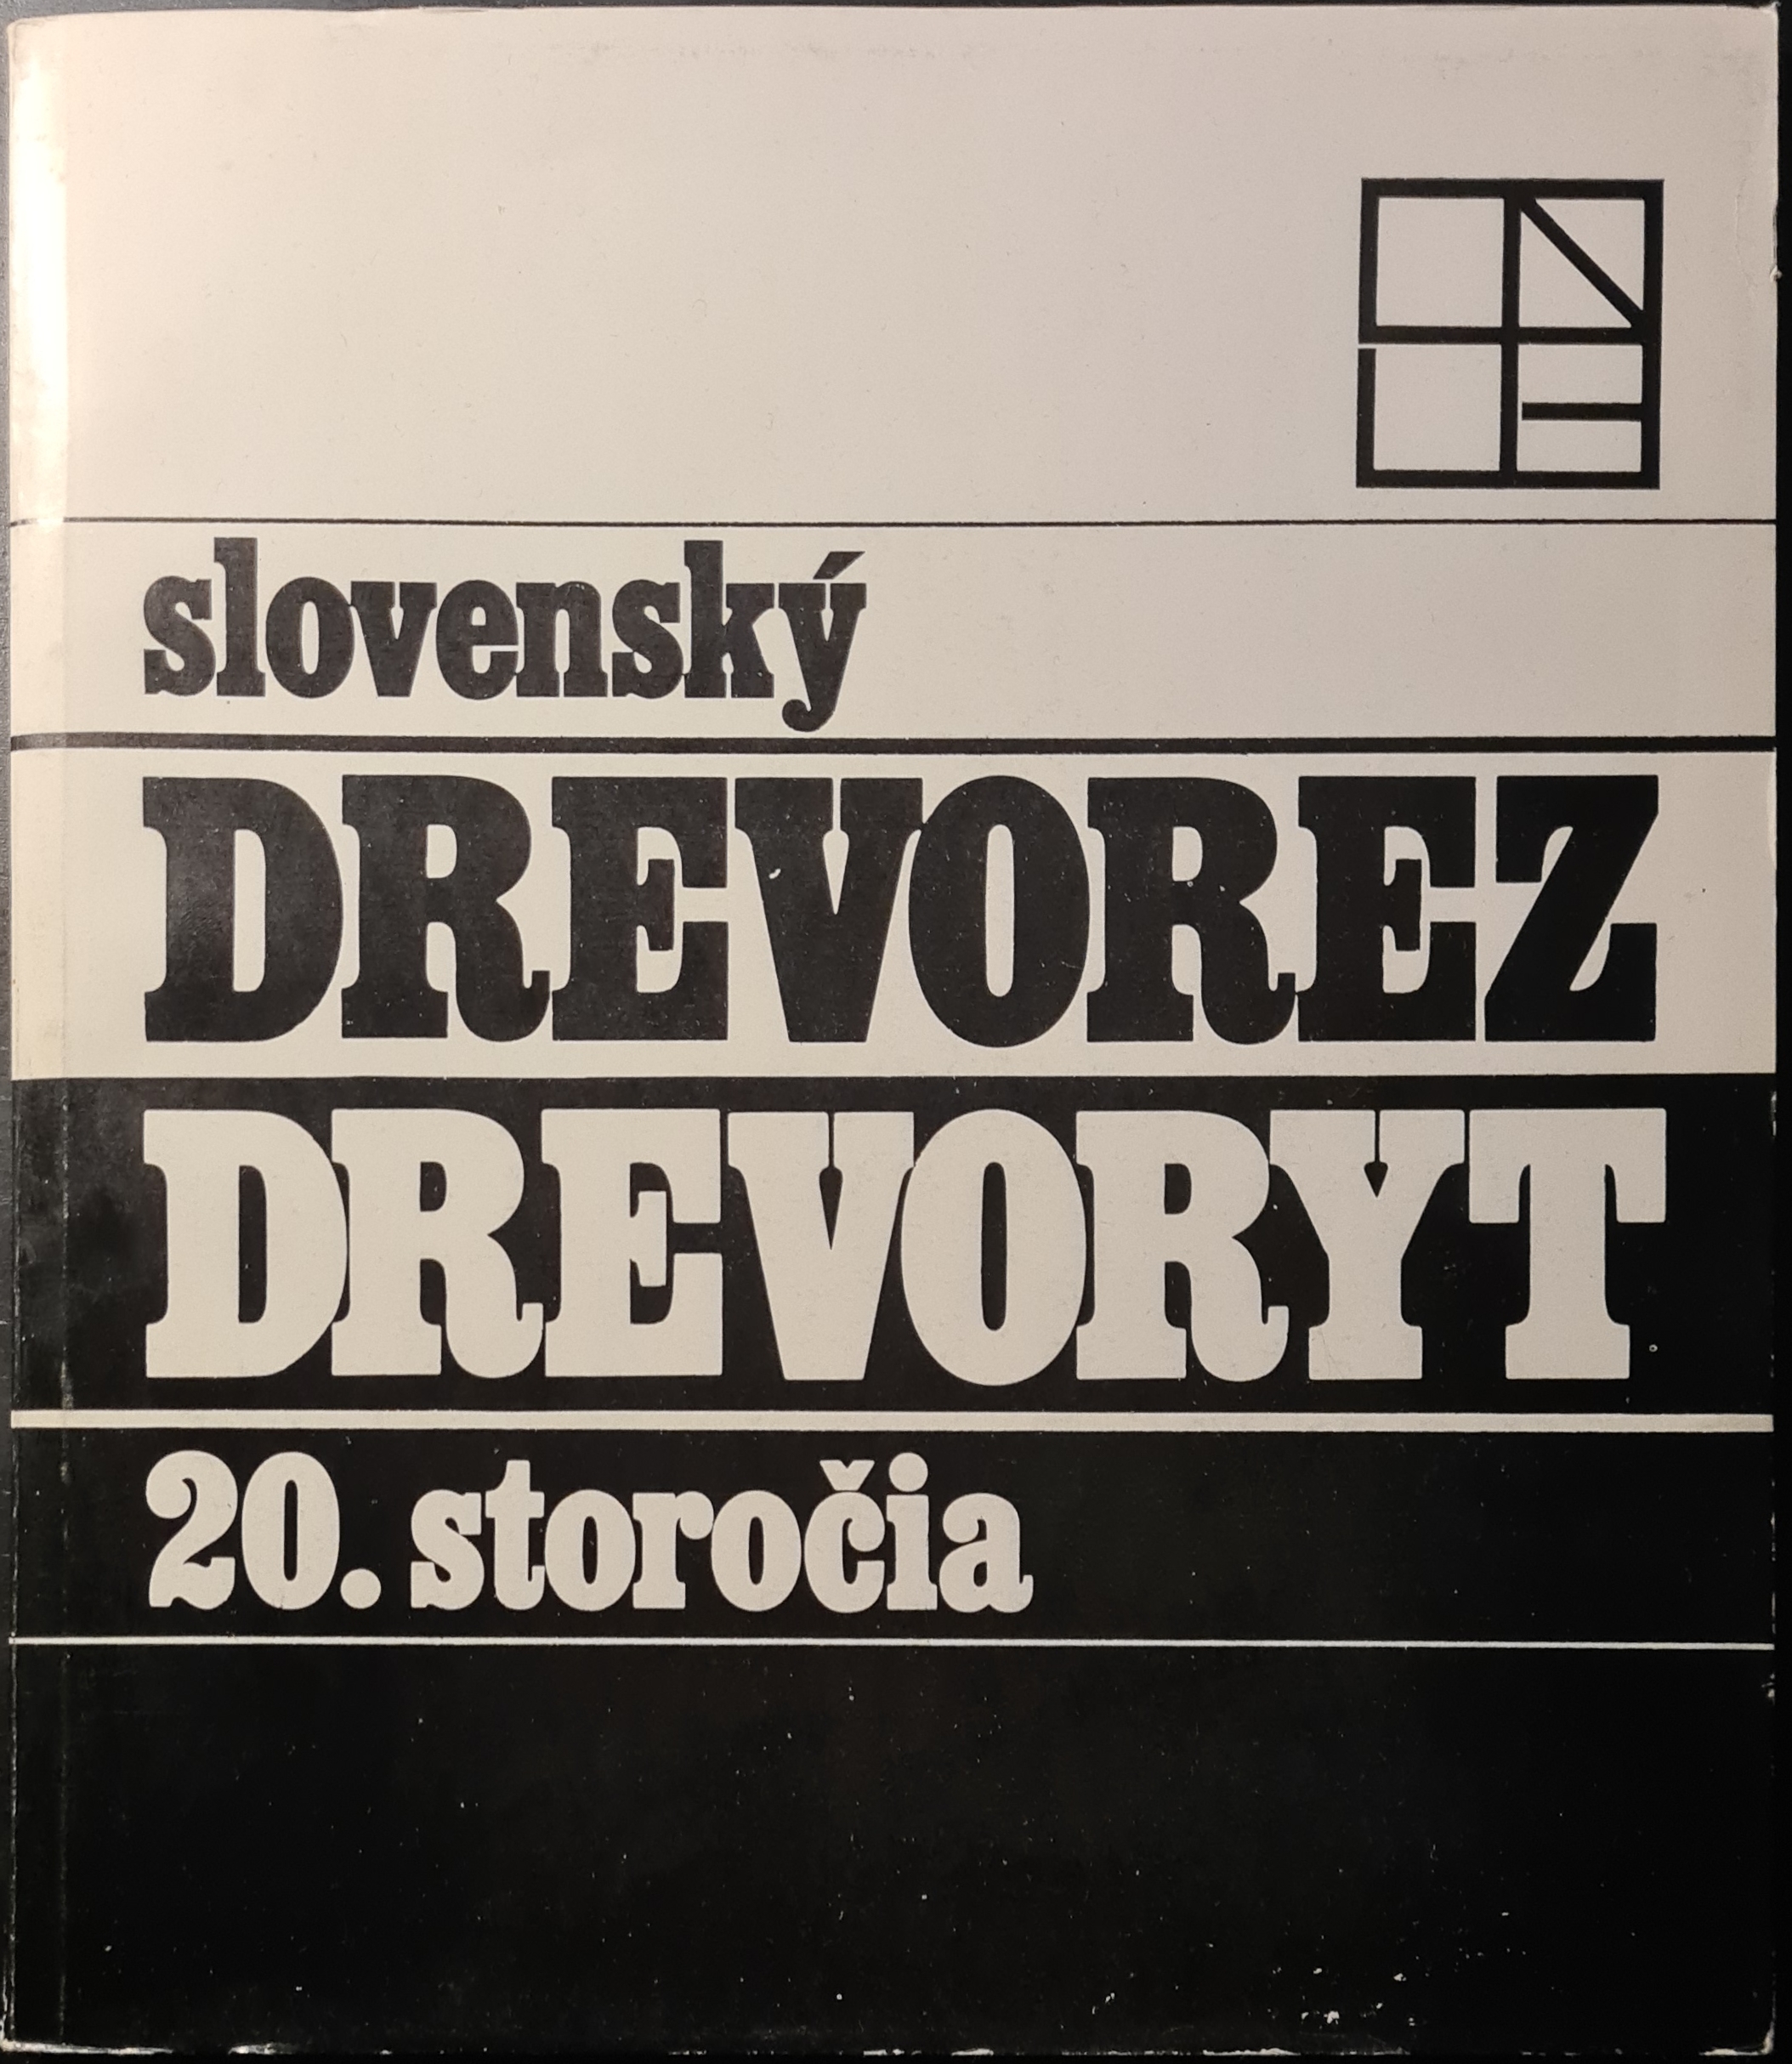 slovenský
DREVOREZ
DREVORYT
20. storočia